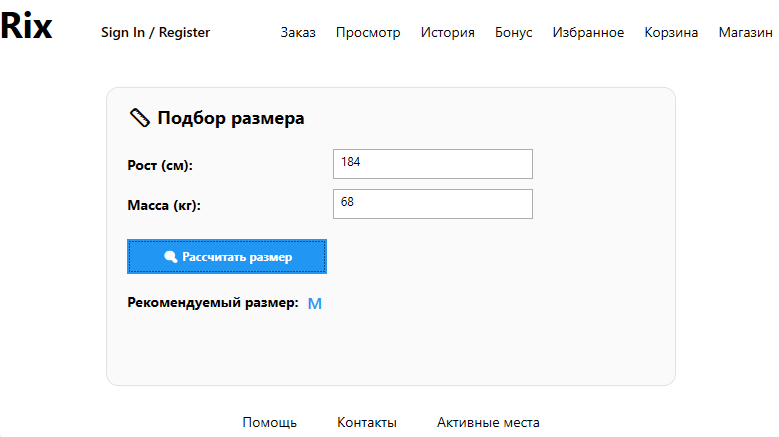 Rix
Sign In / Register Заказ Просмотр История Бонус Избранное Корзина Магазин
Подбор размера
Рост (см): 184
Масса (кг): 68
Рассчитать размер
Рекомендуемый размер: M
Помощь Контакты Активные места